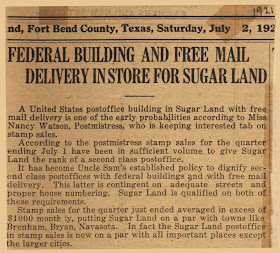 1921
nd, Fort Bend County, Texas, Saturday, July 2, 192
FEDERAL BUILDING AND FREE MAIL
DELIVERY IN STORE FOR SUGAR LAND
A United States postoffice building in Sugar Land with free
mail delivery is one of the early probabilities according to Miss
Nancy Watson, Postmistress, who is keeping interested tab on
stamp sales.
According to the postmistress stamp sales for the quarter
ending July 1 have been in sufficient volume to give Sugar
Land the rank of a second class postoffice.
It has become Uncle Sam's established policy to dignify sec-
ond class postoffices with federal buildings and with free mail
delivery. This latter is contingent on adequate streets and
proper house numbering. Sugar Land is qualified on both of
these requirements.
Stamp sales for the quarter just ended averaged in excess of
$1000 monthly, putting Sugar Land on a par with towns like
Brenham, Bryan, Navasota. In fact the Sugar Land postoffice
in stamp sales is now on a par with all important places except
the larger cities.